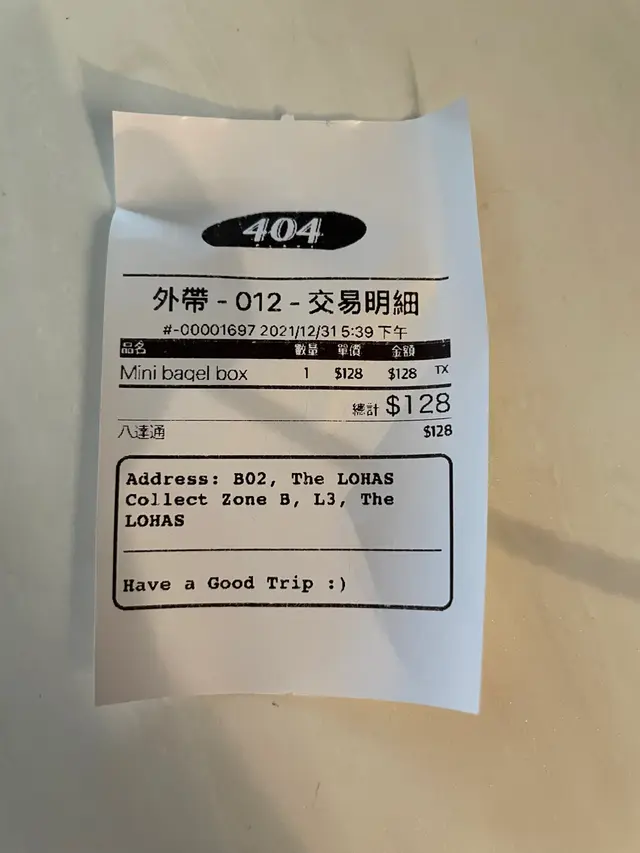 404
外帶 - 012 - 交易明細
#-00001697 2021/12/31 5:39 下午
品名 數量 單價 金額
Mini bagel box 1 $128 $128 TX
總計 $128
八達通 $128
Address: B02, The LOHAS
Collect Zone B, L3, The
LOHAS
Have a Good Trip :)